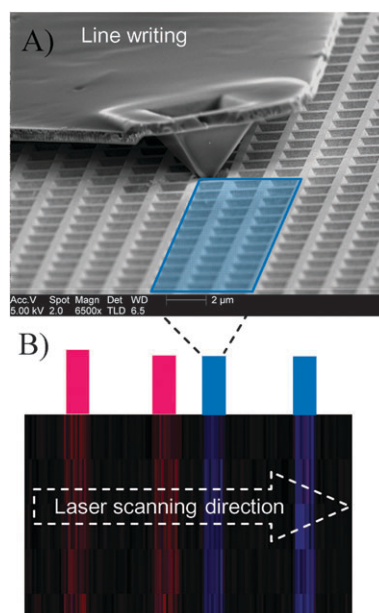 A)
Line writing
Acc.V Spot Magn Det WD
5.00 kV 2.0 6500x TLD 6.5 2 µm
B)
Laser scanning direction